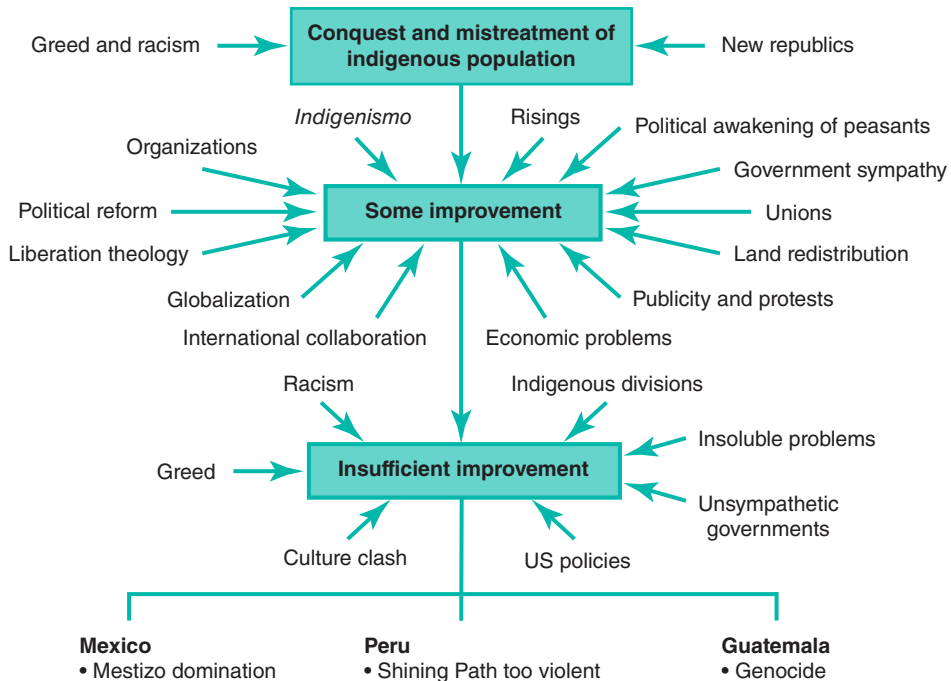 Greed and racism
Conquest and mistreatment of
indigenous population
New republics
Indigenismo
Risings
Political awakening of peasants
Organizations
Government sympathy
Political reform
Some improvement
Unions
Liberation theology
Land redistribution
Globalization
Publicity and protests
International collaboration
Economic problems
Racism
Indigenous divisions
Insoluble problems
Greed
Insufficient improvement
Unsympathetic
governments
Culture clash
US policies
Mexico
• Mestizo domination
Peru
• Shining Path too violent
Guatemala
• Genocide